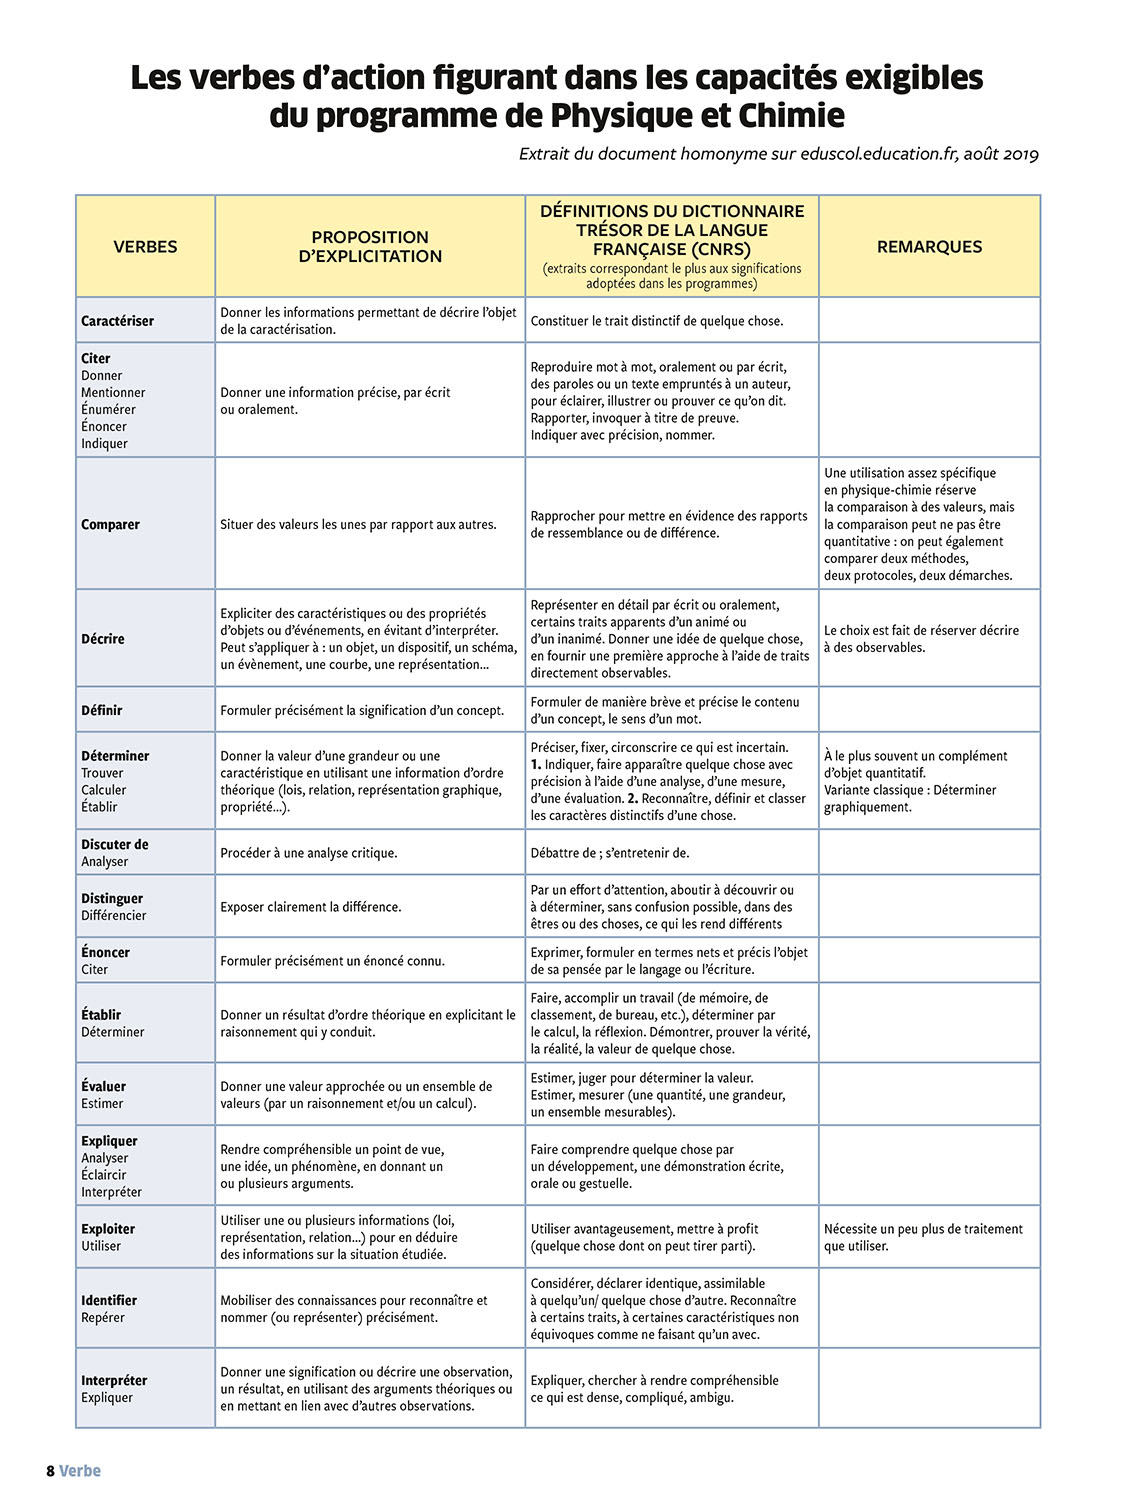 Les verbes d’action figurant dans les capacités exigibles
du programme de Physique et Chimie
Extrait du document homonyme sur eduscol.education.fr, août 2019
VERBES
PROPOSITION
D’EXPLICITATION
DÉFINITIONS DU DICTIONNAIRE
TRÉSOR DE LA LANGUE
FRANÇAISE (CNRS)
(extraits correspondant le plus aux significations
adoptées dans les programmes)
REMARQUES
Caractériser
Donner les informations permettant de décrire l’objet
de la caractérisation.
Constituer le trait distinctif de quelque chose.
Citer
Donner
Mentionner
Énumérer
Énoncer
Indiquer
Donner une information précise, par écrit
ou oralement.
Reproduire mot à mot, oralement ou par écrit,
des paroles ou un texte empruntés à un auteur,
pour éclairer, illustrer ou prouver ce qu’on dit.
Rapporter, invoquer à titre de preuve.
Indiquer avec précision, nommer.
Comparer
Situer des valeurs les unes par rapport aux autres.
Rapprocher pour mettre en évidence des rapports
de ressemblance ou de différence.
Une utilisation assez spécifique
en physique-chimie réserve
la comparaison à des valeurs, mais
la comparaison peut ne pas être
quantitative : on peut également
comparer deux méthodes,
deux protocoles, deux démarches.
Décrire
Expliciter des caractéristiques ou des propriétés
d’objets ou d’événements, en évitant d’interpréter.
Peut s’appliquer à : un objet, un dispositif, un schéma,
un évènement, une courbe, une représentation...
Représenter en détail par écrit ou oralement,
certains traits apparents d’un animé ou
d’un inanimé. Donner une idée de quelque chose,
en fournir une première approche à l’aide de traits
directement observables.
Le choix est fait de réserver décrire
à des observables.
Définir
Formuler précisément la signification d’un concept.
Formuler de manière brève et précise le contenu
d’un concept, le sens d’un mot.
Déterminer
Trouver
Calculer
Établir
Donner la valeur d’une grandeur ou une
caractéristique en utilisant une information d’ordre
théorique (lois, relation, représentation graphique,
propriété...).
Préciser, fixer, circonscrire ce qui est incertain.
1. Indiquer, faire apparaître quelque chose avec
précision à l’aide d’une analyse, d’une mesure,
d’une évaluation. 2. Reconnaître, définir et classer
les caractères distinctifs d’une chose.
À le plus souvent un complément
d’objet quantitatif.
Variante classique : Déterminer
graphiquement.
Discuter de
Analyser
Procéder à une analyse critique.
Débattre de ; s’entretenir de.
Distinguer
Différencier
Exposer clairement la différence.
Par un effort d’attention, aboutir à découvrir ou
à déterminer, sans confusion possible, dans des
êtres ou des choses, ce qui les rend différents
Énoncer
Citer
Formuler précisément un énoncé connu.
Exprimer, formuler en termes nets et précis l’objet
de sa pensée par le langage ou l’écriture.
Établir
Déterminer
Donner un résultat d’ordre théorique en explicitant le
raisonnement qui y conduit.
Faire, accomplir un travail (de mémoire, de
classement, de bureau, etc.), déterminer par
le calcul, la réflexion. Démontrer, prouver la vérité,
la réalité, la valeur de quelque chose.
Évaluer
Estimer
Donner une valeur approchée ou un ensemble de
valeurs (par un raisonnement et/ou un calcul).
Estimer, juger pour déterminer la valeur.
Estimer, mesurer (une quantité, une grandeur,
un ensemble mesurables).
Expliquer
Analyser
Éclaircir
Interpréter
Rendre compréhensible un point de vue,
une idée, un phénomène, en donnant un
ou plusieurs arguments.
Faire comprendre quelque chose par
un développement, une démonstration écrite,
orale ou gestuelle.
Exploiter
Utiliser
Utiliser une ou plusieurs informations (loi,
représentation, relation...) pour en déduire
des informations sur la situation étudiée.
Utiliser avantageusement, mettre à profit
(quelque chose dont on peut tirer parti).
Nécessite un peu plus de traitement
que utiliser.
Identifier
Repérer
Mobiliser des connaissances pour reconnaître et
nommer (ou représenter) précisément.
Considérer, déclarer identique, assimilable
à quelqu’un/ quelque chose d’autre. Reconnaître
à certains traits, à certaines caractéristiques non
équivoques comme ne faisant qu’un avec.
Interpréter
Expliquer
Donner une signification ou décrire une observation,
un résultat, en utilisant des arguments théoriques ou
en mettant en lien avec d’autres observations.
Expliquer, chercher à rendre compréhensible
ce qui est dense, compliqué, ambigu.
8 Verbe